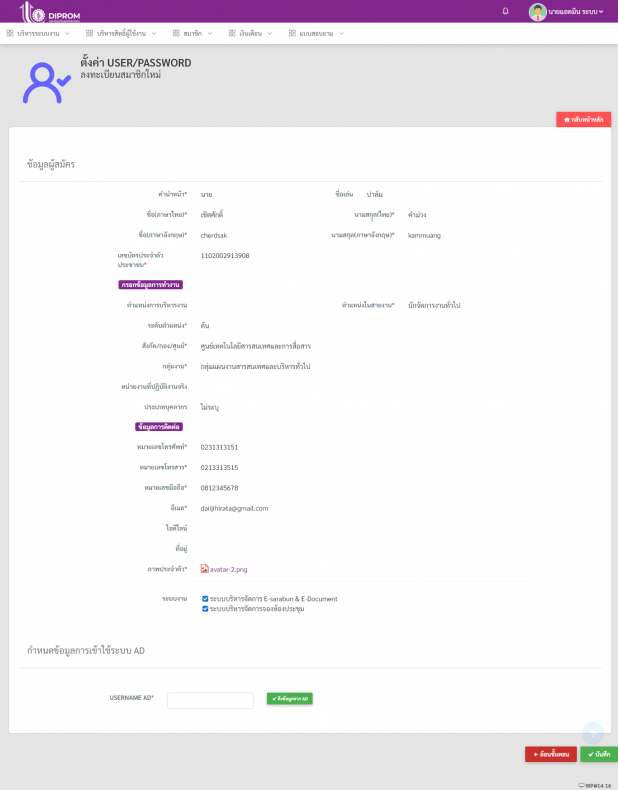 DIPROM
นายแอดมิน ระบบ
บริหารระบบงาน
บริหารสิทธิ์ผู้ใช้งาน
สมาชิก
เงินเดือน
แบบสอบถาม
ตั้งค่า USER/PASSWORD
ลงทะเบียนสมาชิกใหม่
กลับหน้าหลัก
ข้อมูลผู้สมัคร
คำนำหน้า* นาย ชื่อเล่น ปาล์ม
ชื่อ(ภาษาไทย)* เชิดศักดิ์ นามสกุล(ไทย)* คำม่วง
ชื่อ(ภาษาอังกฤษ)* cherdsak นามสกุล(ภาษาอังกฤษ)* kammuang
เลขบัตรประจำตัว 1102002913908
ประชาชน*
กรอกข้อมูลการทำงาน
ตำแหน่งการบริหารงาน ตำแหน่งในสายงาน* นักจัดการงานทั่วไป
ระดับตำแหน่ง* ต้น
สังกัด/กอง/ศูนย์* ศูนย์เทคโนโลยีสารสนเทศและการสื่อสาร
กลุ่มงาน* กลุ่มแผนงานสารสนเทศและบริหารทั่วไป
หน่วยงานที่ปฏิบัติงานจริง
ประเภทบุคลากร ไม่ระบุ
ข้อมูลการติดต่อ
หมายเลขโทรศัพท์* 0231313151
หมายเลขโทรสาร* 0213313515
หมายเลขมือถือ* 0812345678
อีเมล* dailjihirata@gmail.com
ไอดีไลน์
ที่อยู่
ภาพประจำตัว* avatar-2.png
ระบบงาน ระบบบริหารจัดการ E-sarabun & E-Document
ระบบบริหารจัดการจองห้องประชุม
กำหนดข้อมูลการเข้าใช้ระบบ AD
USERNAME AD* ดึงข้อมูลจาก AD
ย้อนขั้นตอน
บันทึก
WP#14-16